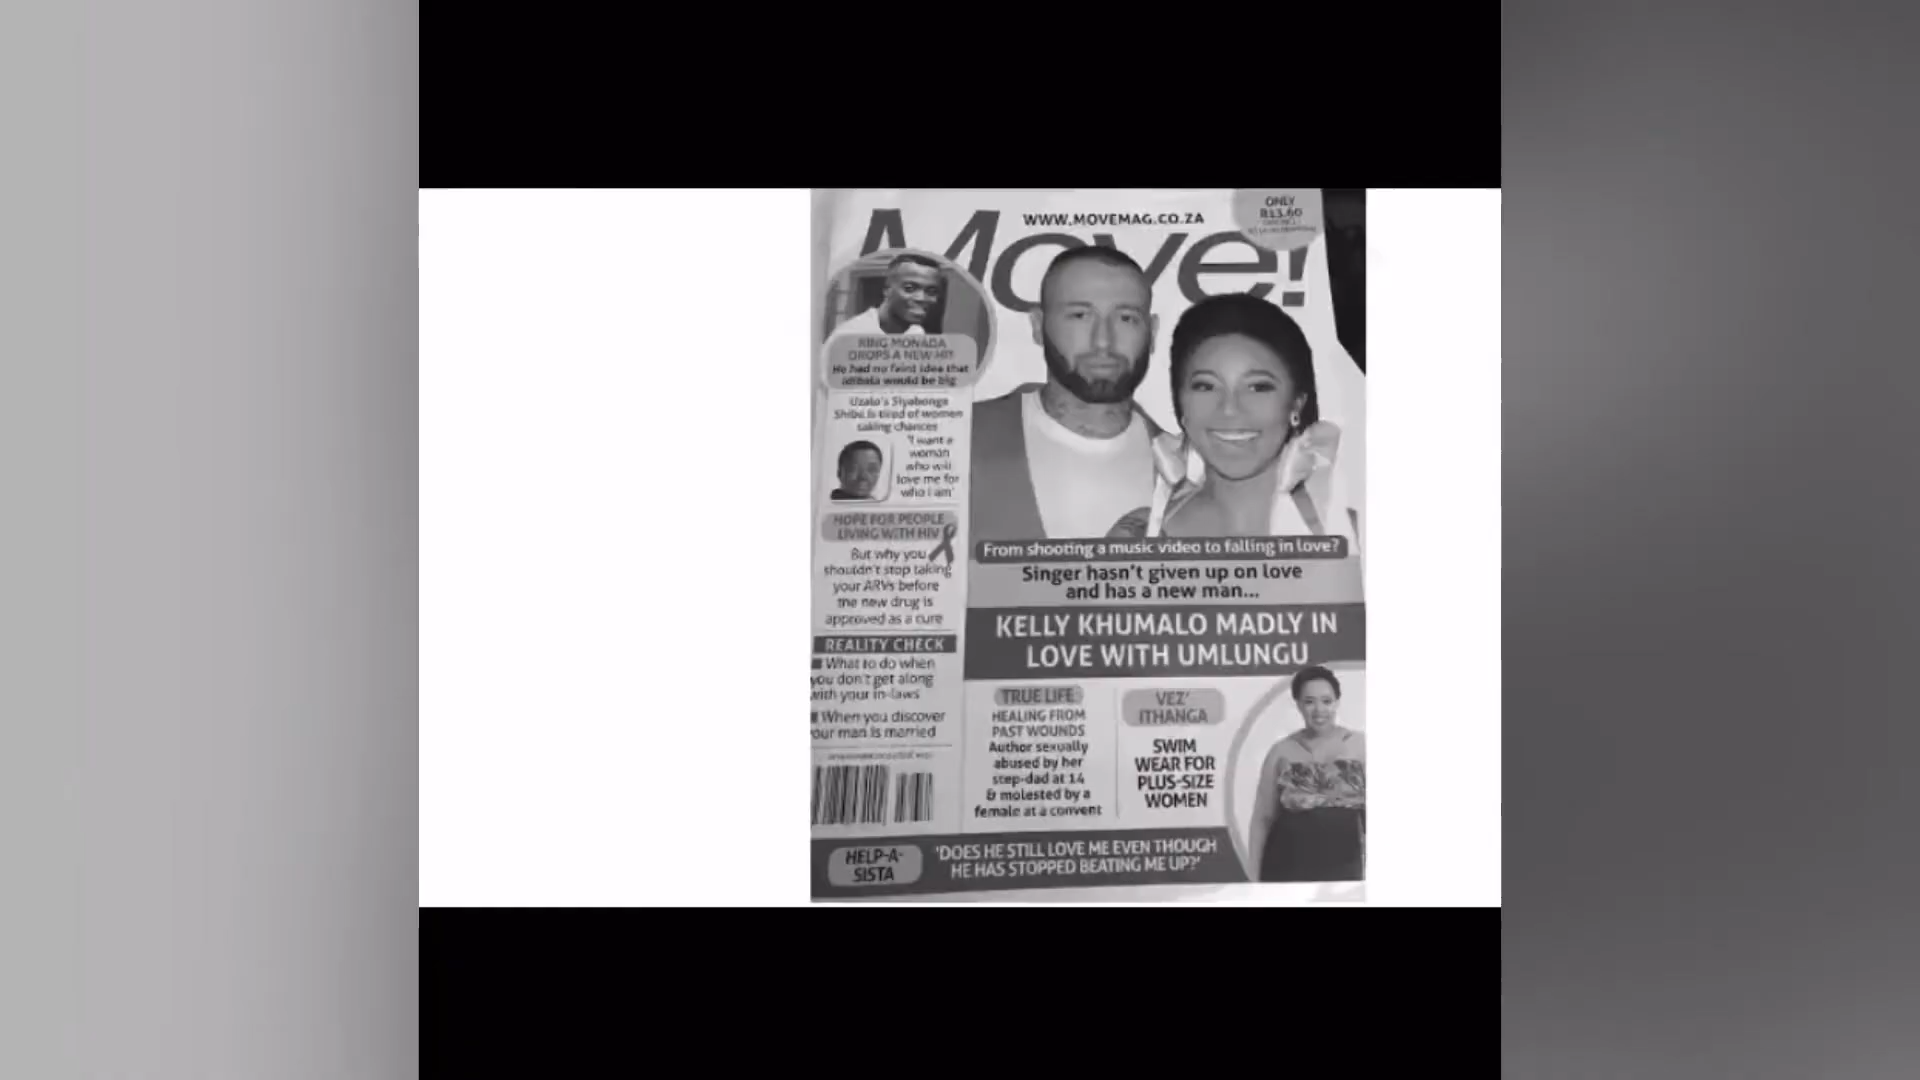 WWW.MOVEMAG.CO.ZA
ONLY
R13.60
Move!
KING MONADA
DROPS A NEW HIT
He had no faint idea that
would be big
Uzalo's Siyabonga
Shibe is tired of women
taking chances
'I want a
woman
who will
love me for
who I am'
HOPE FOR PEOPLE
LIVING WITH HIV
But why you
shouldn't stop taking
your ARVs before
the new drug is
approved as a cure
REALITY CHECK
What to do when
you don't get along
with your in-laws
When you discover
your man is married
From shooting a music video to falling in love?
Singer hasn't given up on love
and has a new man...
KELLY KHUMALO MADLY IN
LOVE WITH UMLUNGU
TRUE LIFE
HEALING FROM
PAST WOUNDS
Author sexually
abused by her
step-dad at 14
& molested by a
female at a convent
VEZ'
ITHANGA
SWIM
WEAR FOR
PLUS-SIZE
WOMEN
HELP-A-
SISTA
'DOES HE STILL LOVE ME EVEN THOUGH
HE HAS STOPPED BEATING ME UP?'